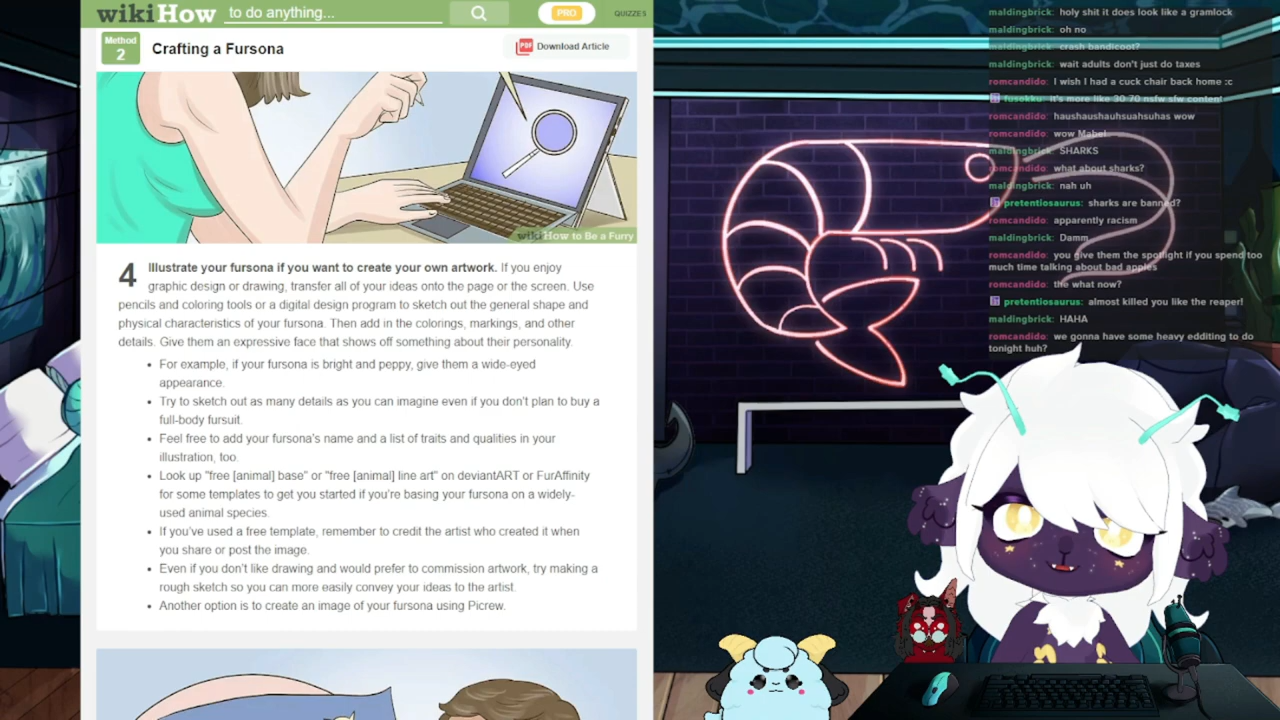 wikiHow to do anything... PRO QUIZZES
Method 2 Crafting a Fursona PDF Download Article
wikiHow to Be a Furry
4 Illustrate your fursona if you want to create your own artwork. If you enjoy
graphic design or drawing, transfer all of your ideas onto the page or the screen. Use
pencils and coloring tools or a digital design program to sketch out the general shape and
physical characteristics of your fursona. Then add in the colorings, markings, and other
details. Give them an expressive face that shows off something about their personality.
• For example, if your fursona is bright and peppy, give them a wide-eyed
appearance.
• Try to sketch out as many details as you can imagine even if you don't plan to buy a
full-body fursuit.
• Feel free to add your fursona's name and a list of traits and qualities in your
illustration, too.
• Look up "free [animal] base" or "free [animal] line art" on deviantART or FurAffinity
for some templates to get you started if you're basing your fursona on a widely-
used animal species.
• If you've used a free template, remember to credit the artist who created it when
you share or post the image.
• Even if you don't like drawing and would prefer to commission artwork, try making a
rough sketch so you can more easily convey your ideas to the artist.
• Another option is to create an image of your fursona using Picrew.
maldingbrick: holy shit it does look like a gramlock
maldingbrick: oh no
maldingbrick: crash bandicoot?
maldingbrick: wait adults don't just do taxes
romcandido: I wish I had a cuck chair back home :c
fusekku: it's more like 30 70 nsfw sfw content
romcandido: haushaushauhsuahsuhas wow
romcandido: wow Mabel
maldingbrick: SHARKS
romcandido: what about sharks?
maldingbrick: nah uh
pretentiosaurus: sharks are banned?
romcandido: apparently racism
maldingbrick: Damm
romcandido: you give them the spotlight if you spend too
much time talking about bad apples
romcandido: the what now?
pretentiosaurus: almost killed you like the reaper!
maldingbrick: HAHA
romcandido: we gonna have some heavy edditing to do
tonight huh?